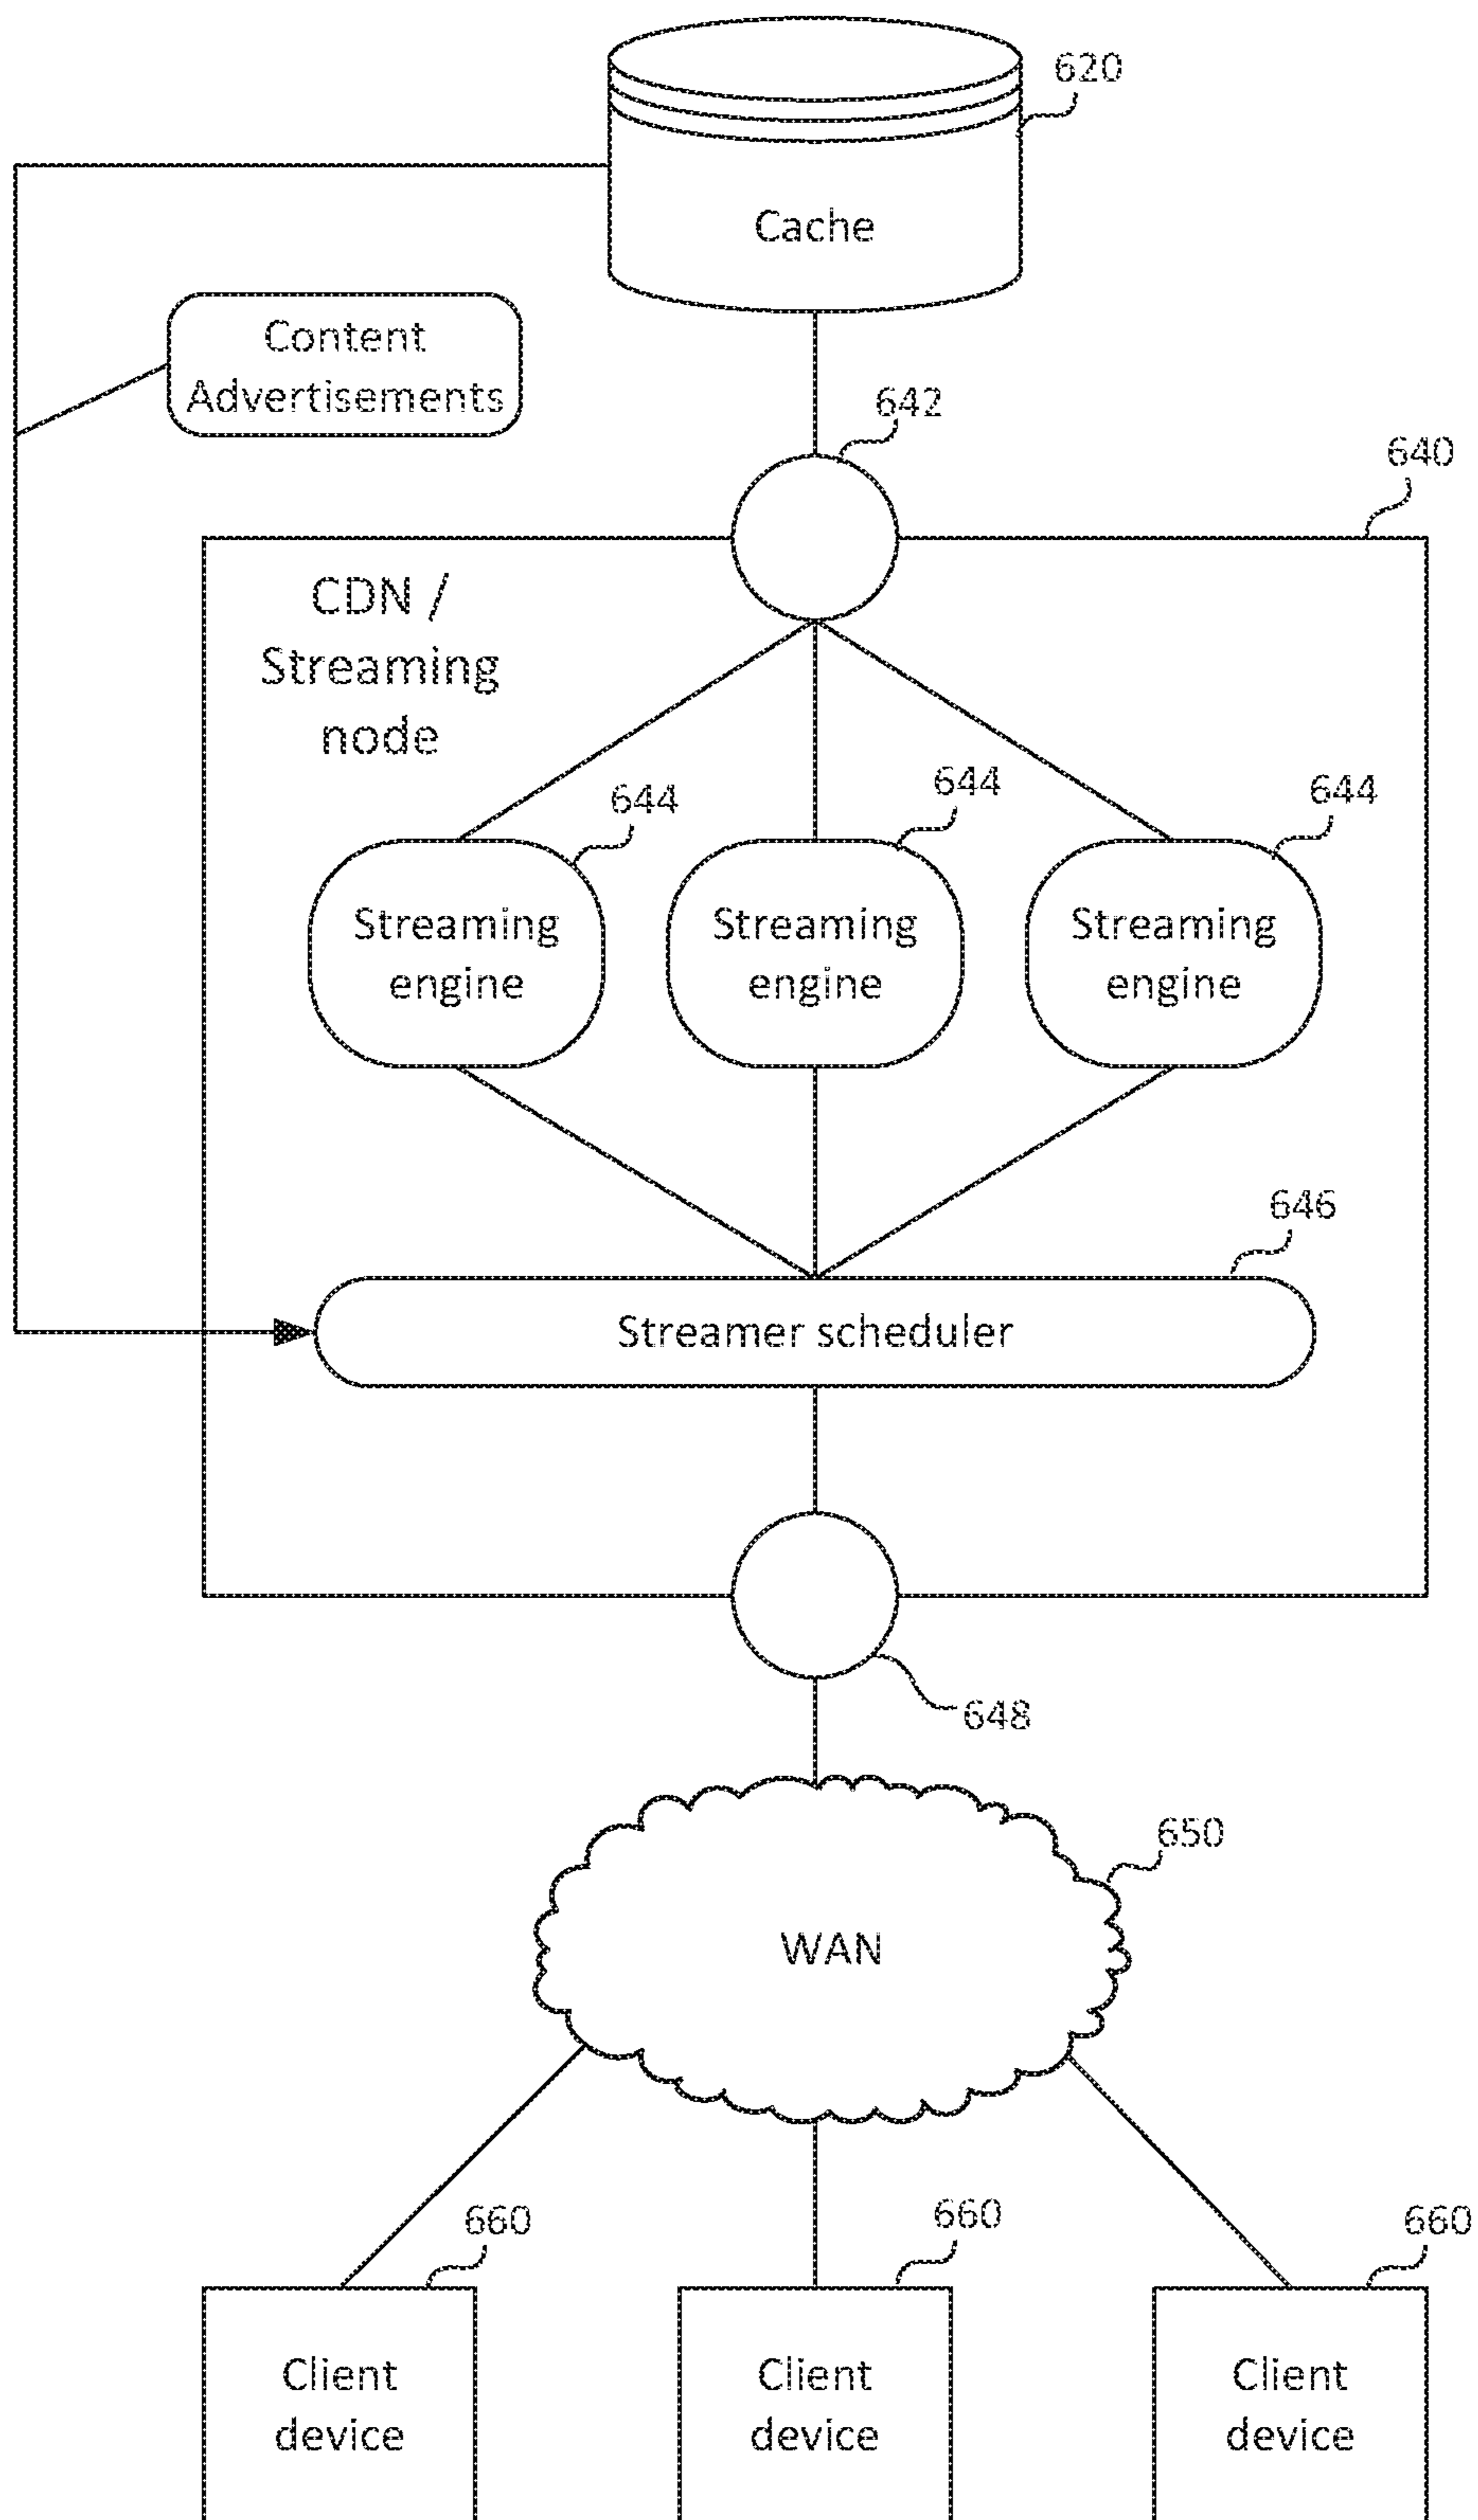 620
Cache
Content
Advertisements
642
640
CDN /
Streaming
node
644
644
644
Streaming
engine
Streaming
engine
Streaming
engine
646
Streamer scheduler
648
650
WAN
660
660
660
Client
device
Client
device
Client
device